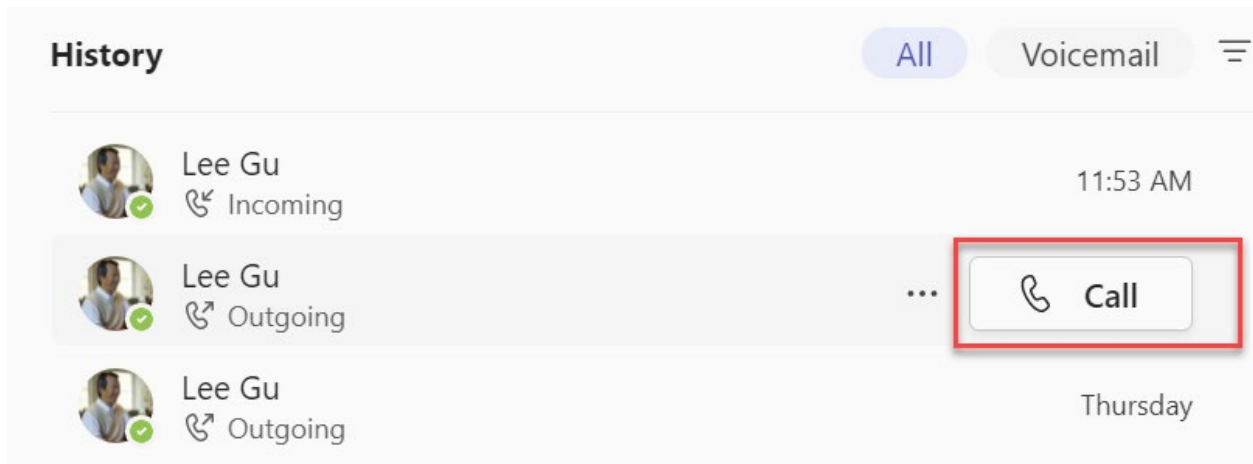 History All Voicemail
Lee Gu
Incoming 11:53 AM
Lee Gu
Outgoing ... Call
Lee Gu
Outgoing Thursday